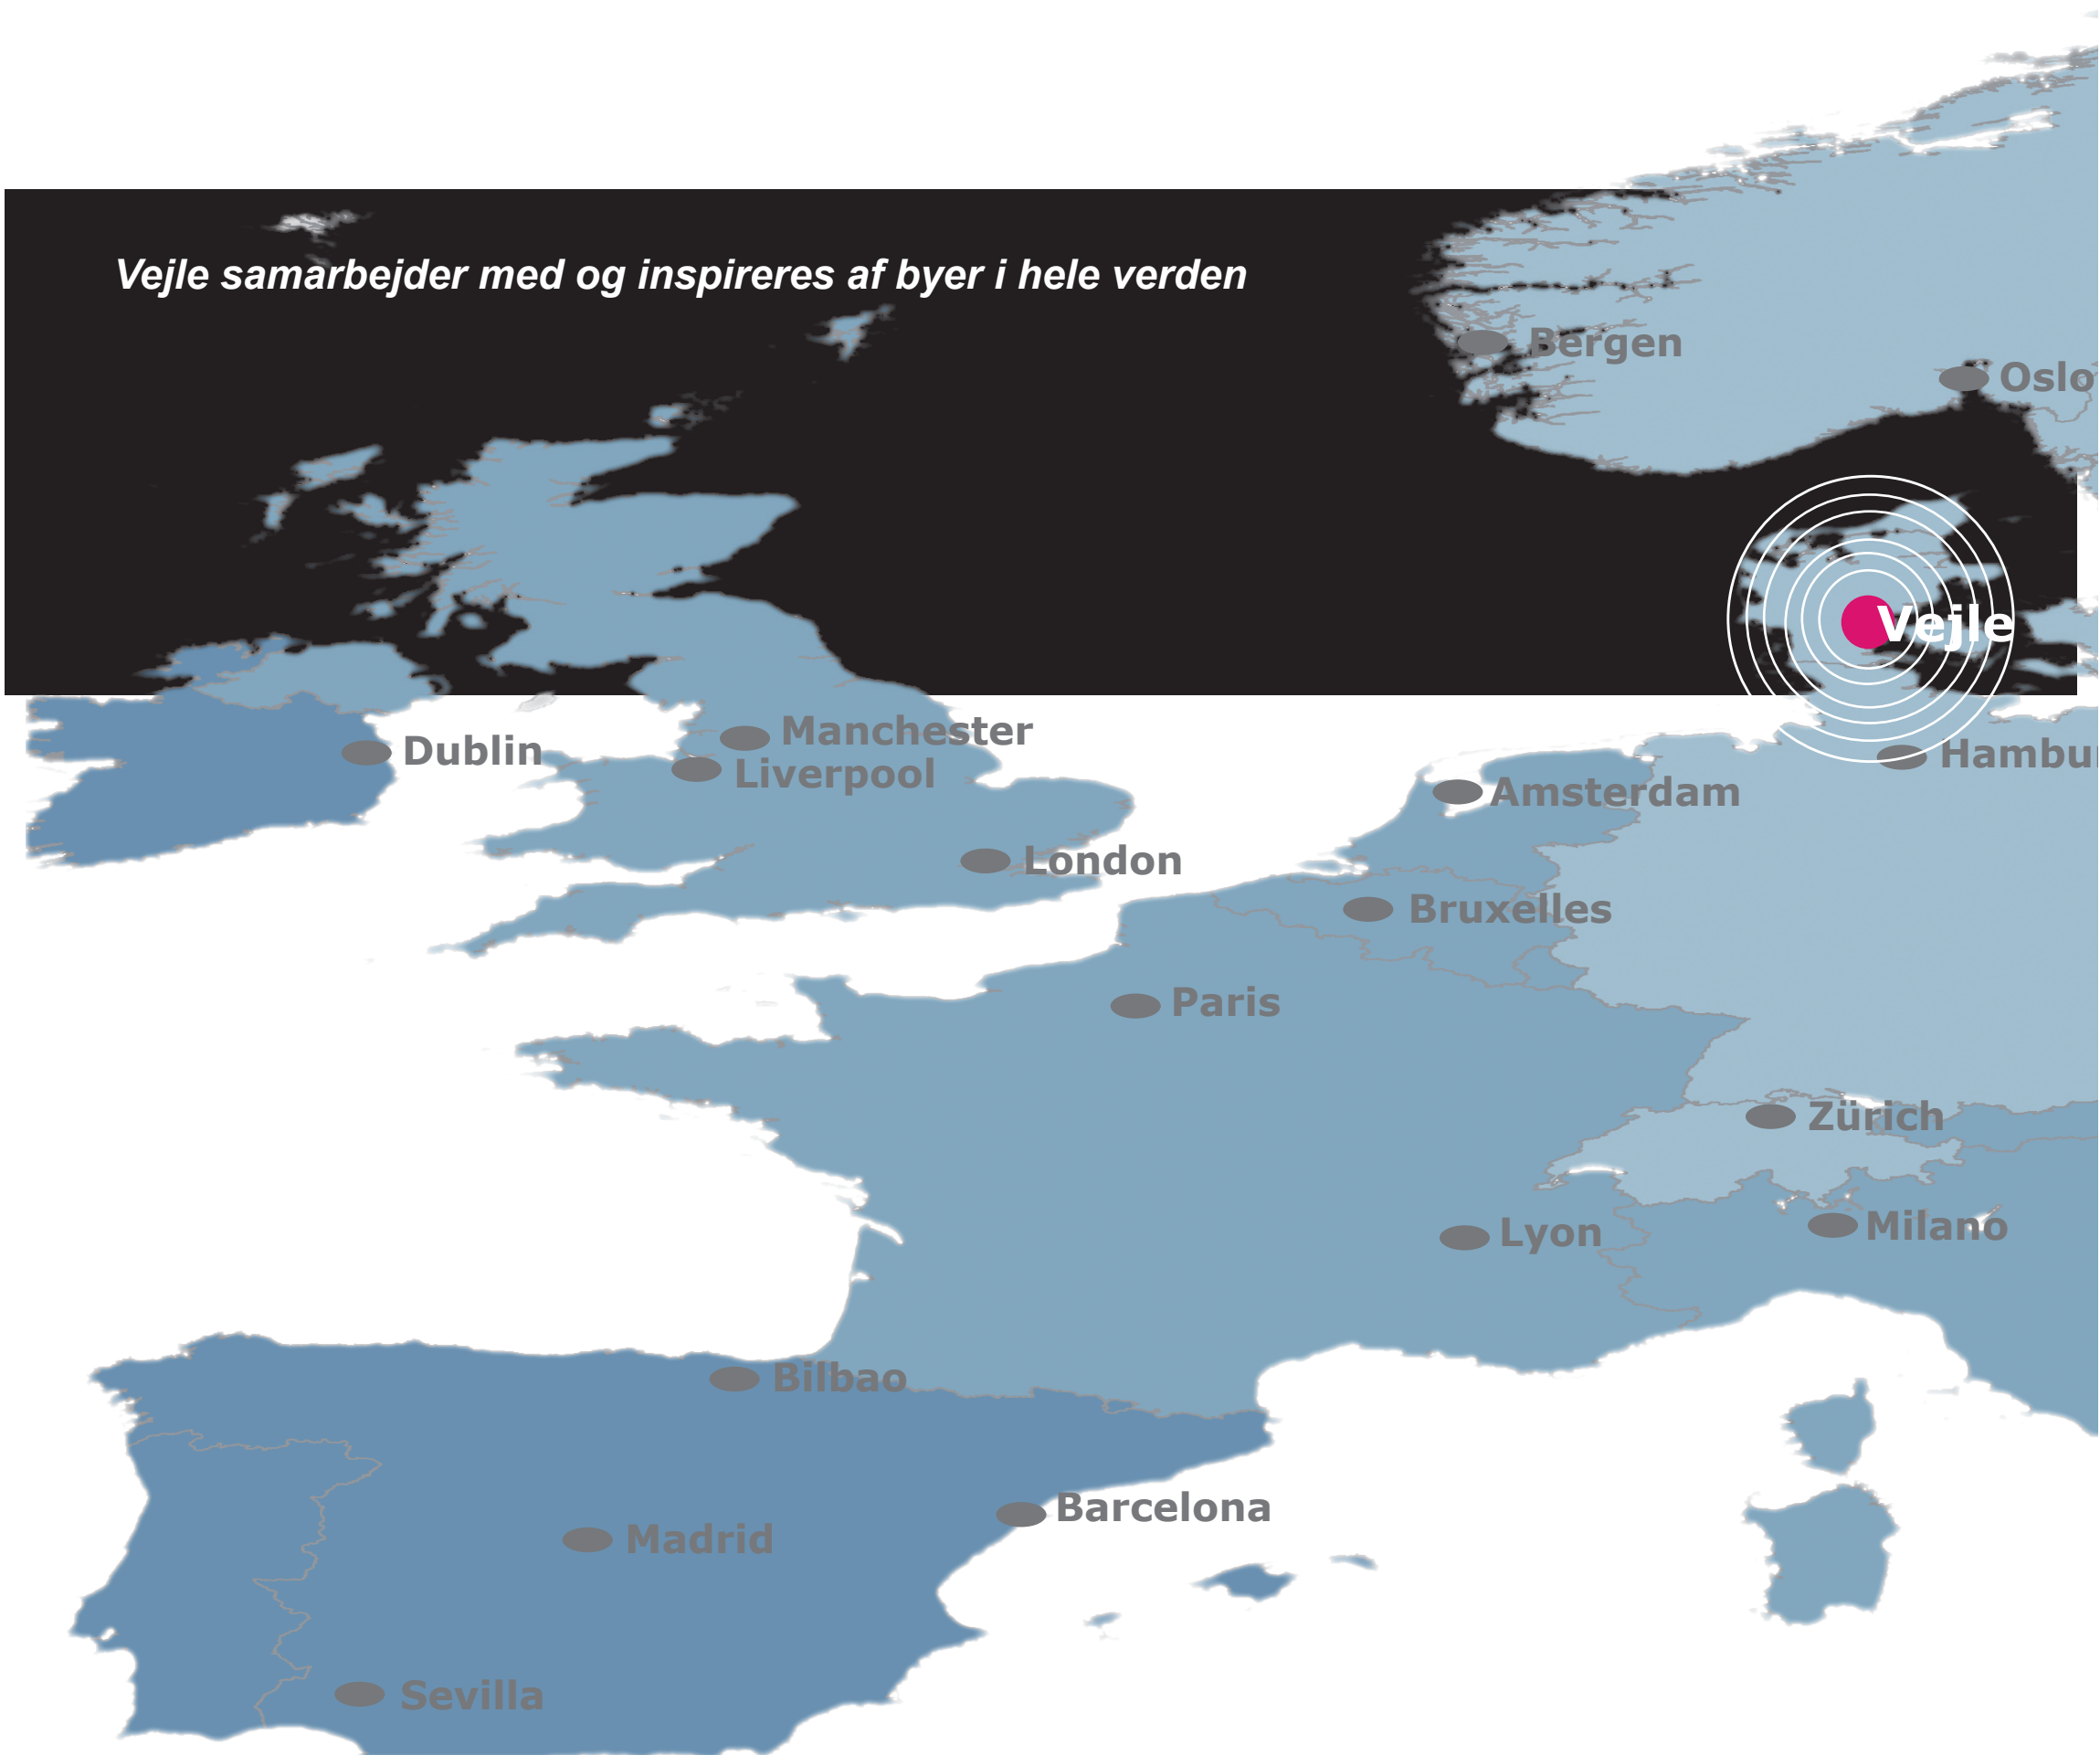 Vejle samarbejder med og inspireres af byer i hele verden
Bergen
Oslo
Vejle
Manchester
Dublin
Liverpool
Hambur
Amsterdam
London
Bruxelles
Paris
Zürich
Milano
Lyon
Bilbao
Barcelona
Madrid
Sevilla